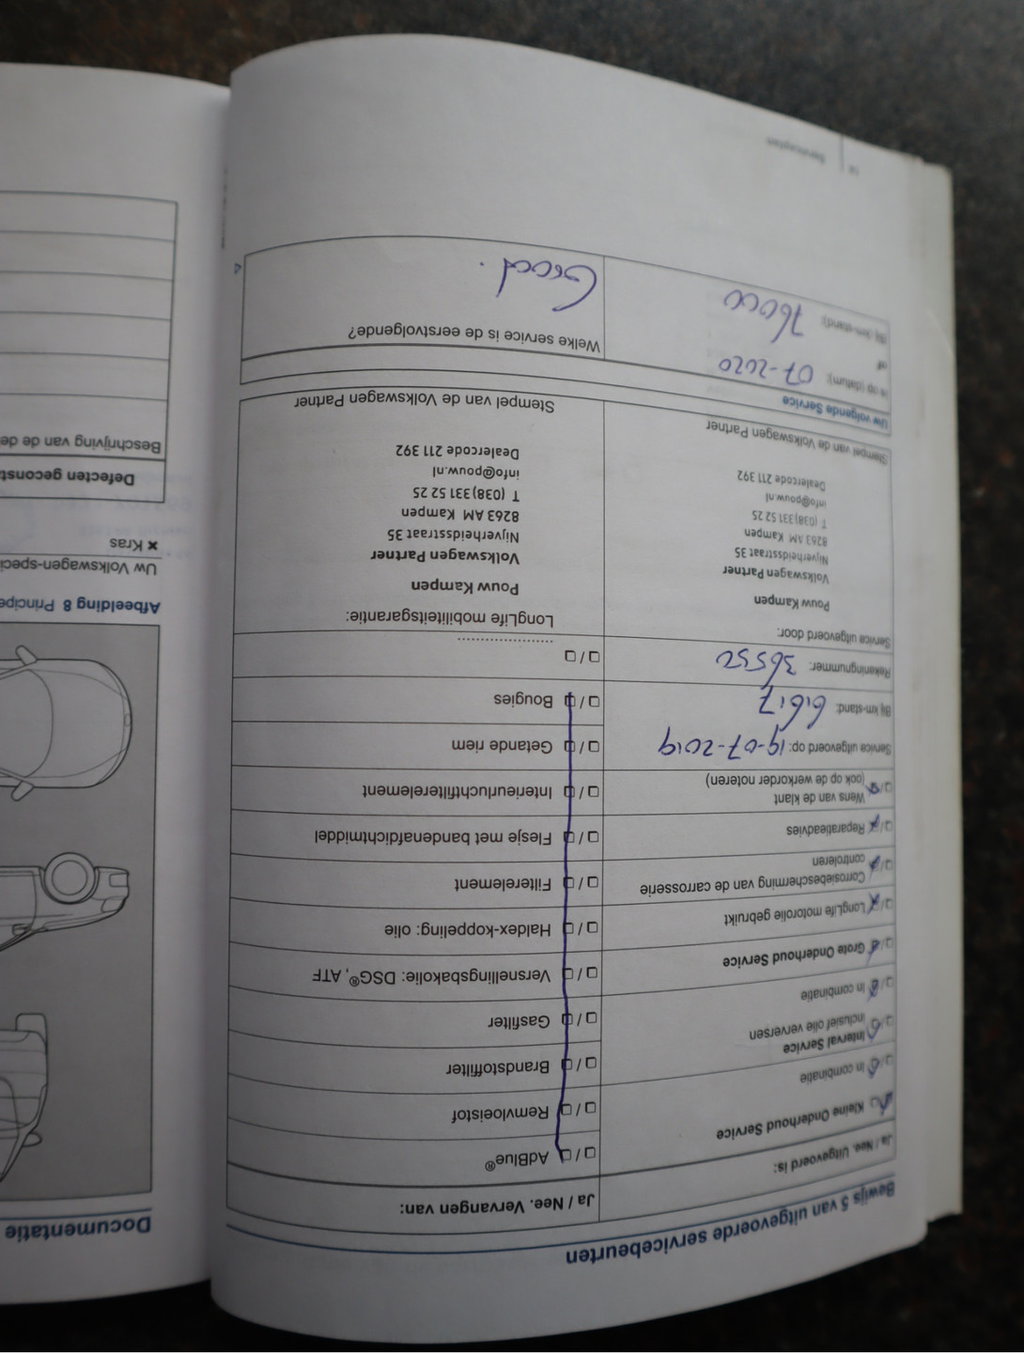 Bewijs 5 van uitgevoerde servicebeurten
Ja / Nee. Uitgevoerd is:
Kleine Onderhoud Service
In combinatie
Interval Service
inclusief olie verversen
In combinatie
Grote Onderhoud Service
LongLife motorolie gebruikt
Corrosiebescherming van de carrosserie
controleren
Reparatieadvies
Wens van de klant
(ook op de werkorder noteren)
Service uitgevoerd op: 19-07-2019
Bij km-stand: 61617
Rekeningnummer: 36552
Service uitgevoerd door:
Pouw Kampen
Volkswagen Partner
Nijverheidsstraat 35
8263 AM Kampen
T (038) 331 52 25
info@pouw.nl
Dealercode 211 392
Stempel van de Volkswagen Partner
Ja / Nee. Vervangen van:
AdBlue®
Remvloeistof
Brandstoffilter
Gasfilter
Versnellingsbakolie: DSG®, ATF
Haldex-koppeling: olie
Filterelement
Flesje met bandenafdichtmiddel
Interieurluchtfilterelement
Getande riem
Bougies
LongLife mobiliteitsgarantie:
Pouw Kampen
Volkswagen Partner
Nijverheidsstraat 35
8263 AM Kampen
T (038) 331 52 25
info@pouw.nl
Dealercode 211 392
Stempel van de Volkswagen Partner
Uw volgende Service
is op (datum): 07-2020
of
Bij (km-stand): 76000
Welke service is de eerstvolgende?
Groot.
Serviceplan
Documentatie
Afbeelding 8 Principe
Uw Volkswagen-speci
× Kras
Defecten geconst
Beschrijving van de de